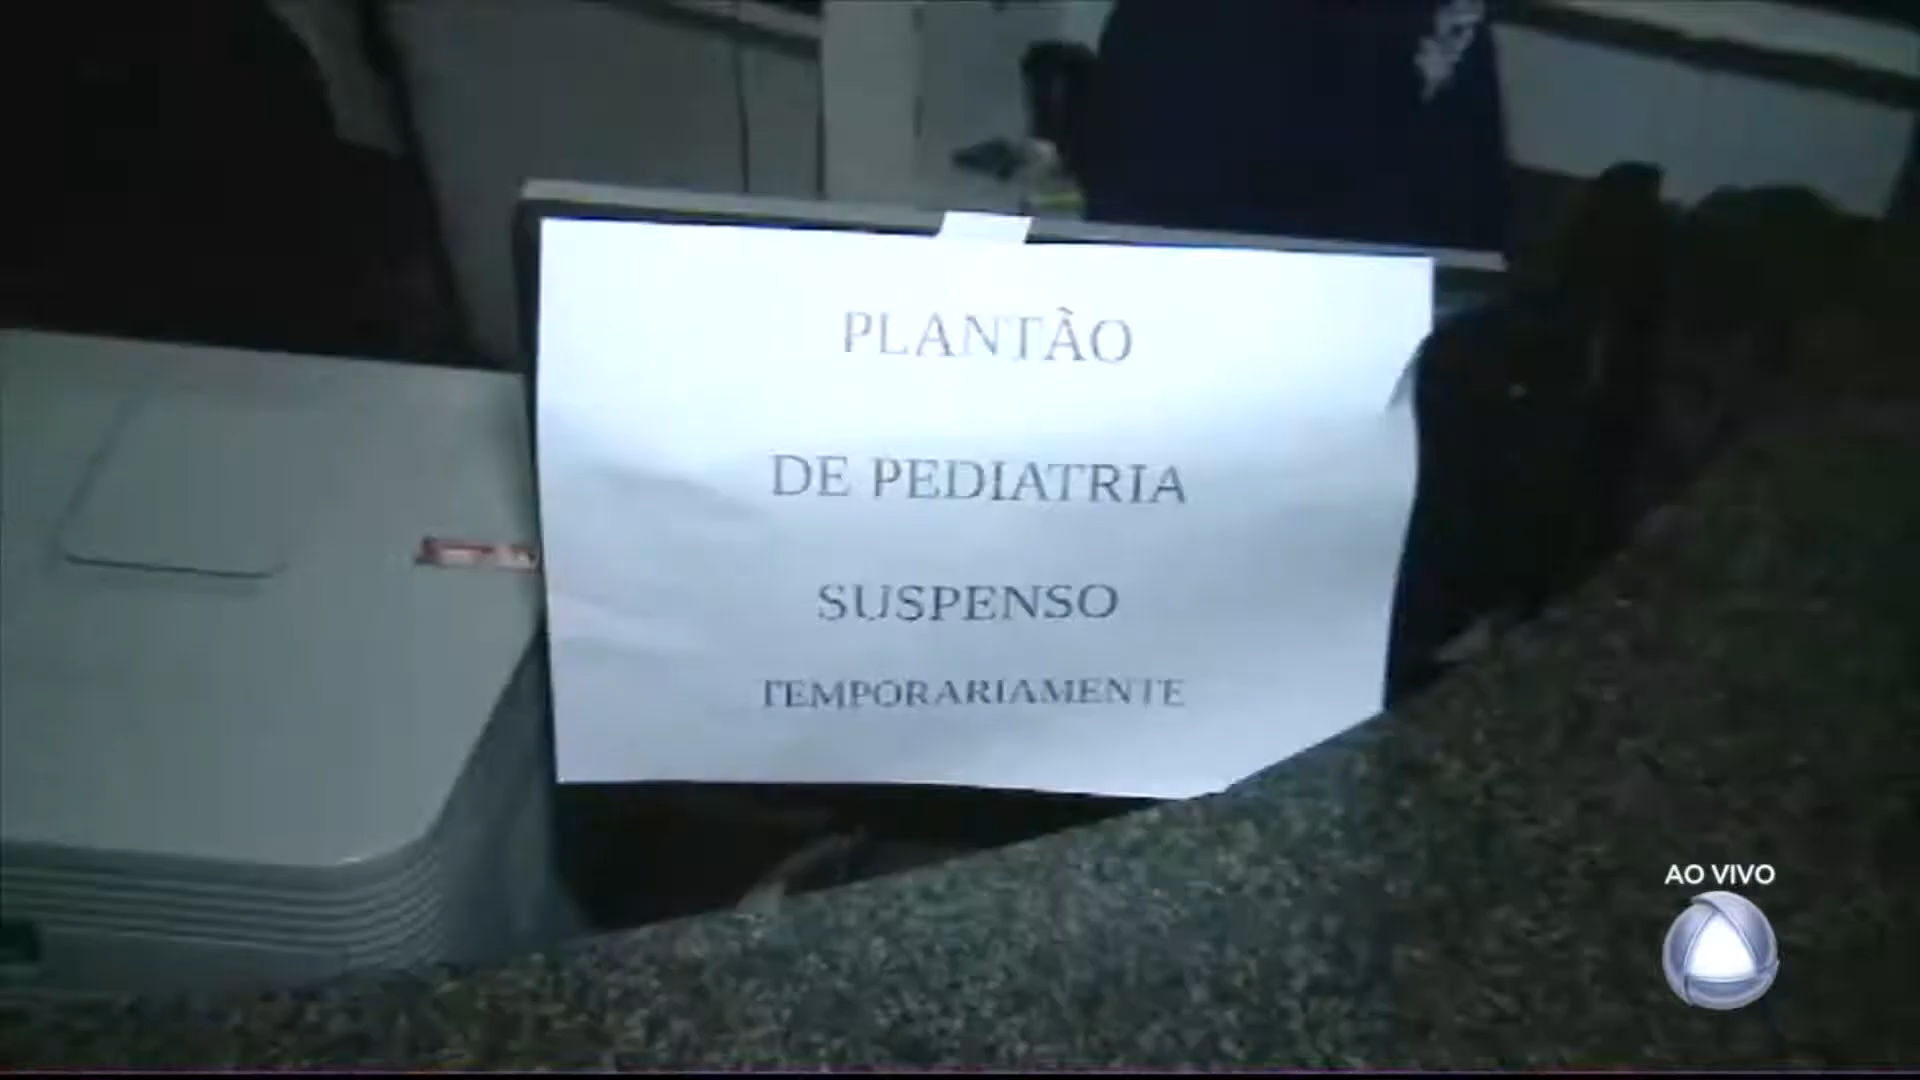 PLANTÃO
DE PEDIATRIA
SUSPENSO
TEMPORARIAMENTE
AO VIVO